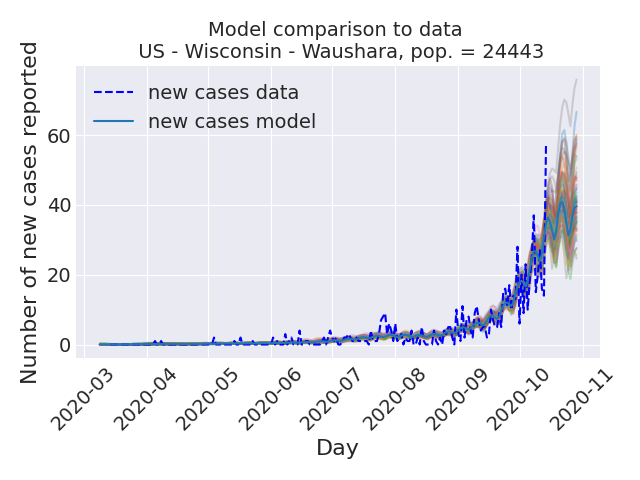 Model comparison to data
US - Wisconsin - Waushara, pop. = 24443
Number of new cases reported
new cases data
new cases model
60
40
20
0
2020-03
2020-04
2020-05
2020-06
2020-07
2020-08
2020-09
2020-10
2020-11
Day